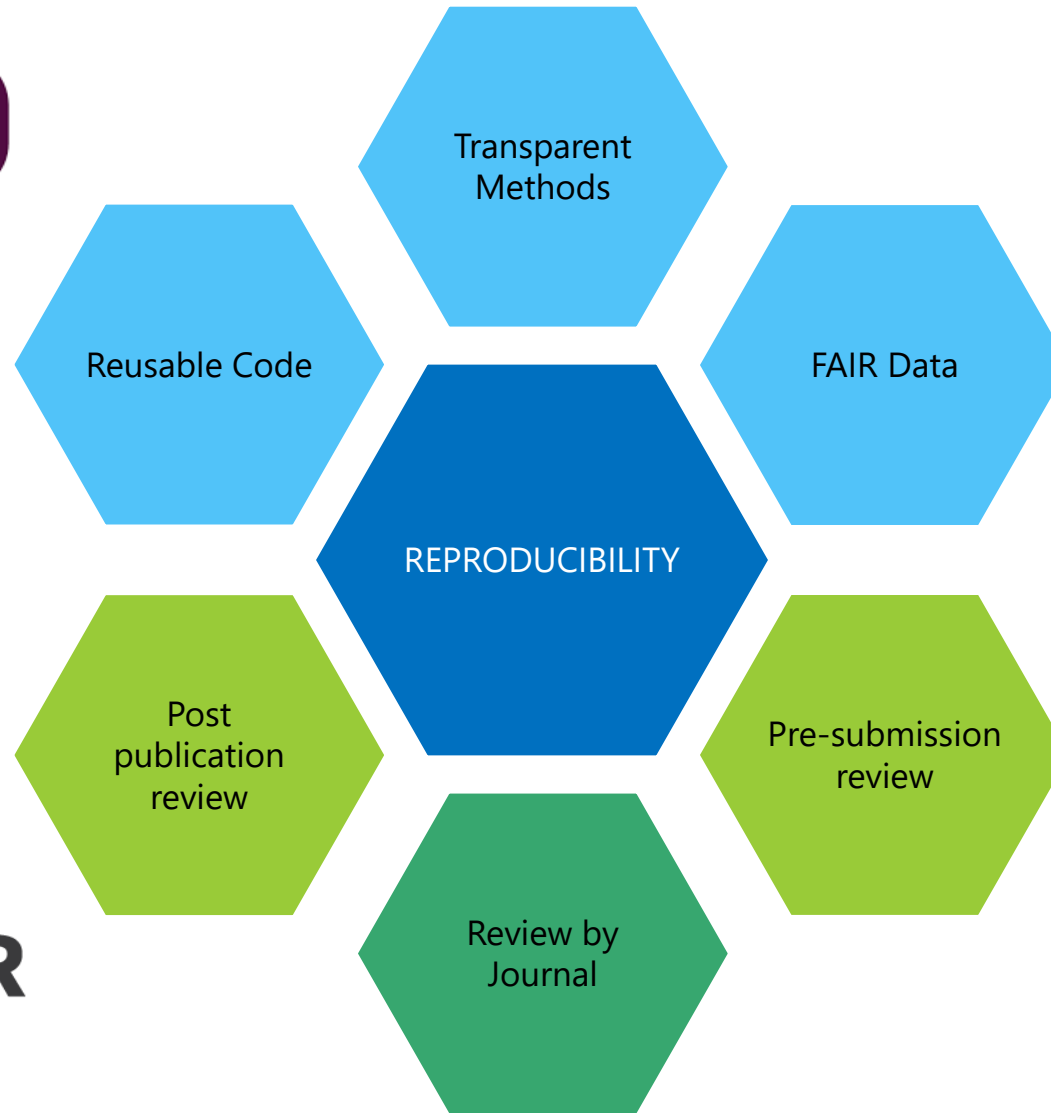 Transparent
Methods
Reusable Code
FAIR Data
REPRODUCIBILITY
Post
publication
review
Pre-submission
review
Review by
Journal
R